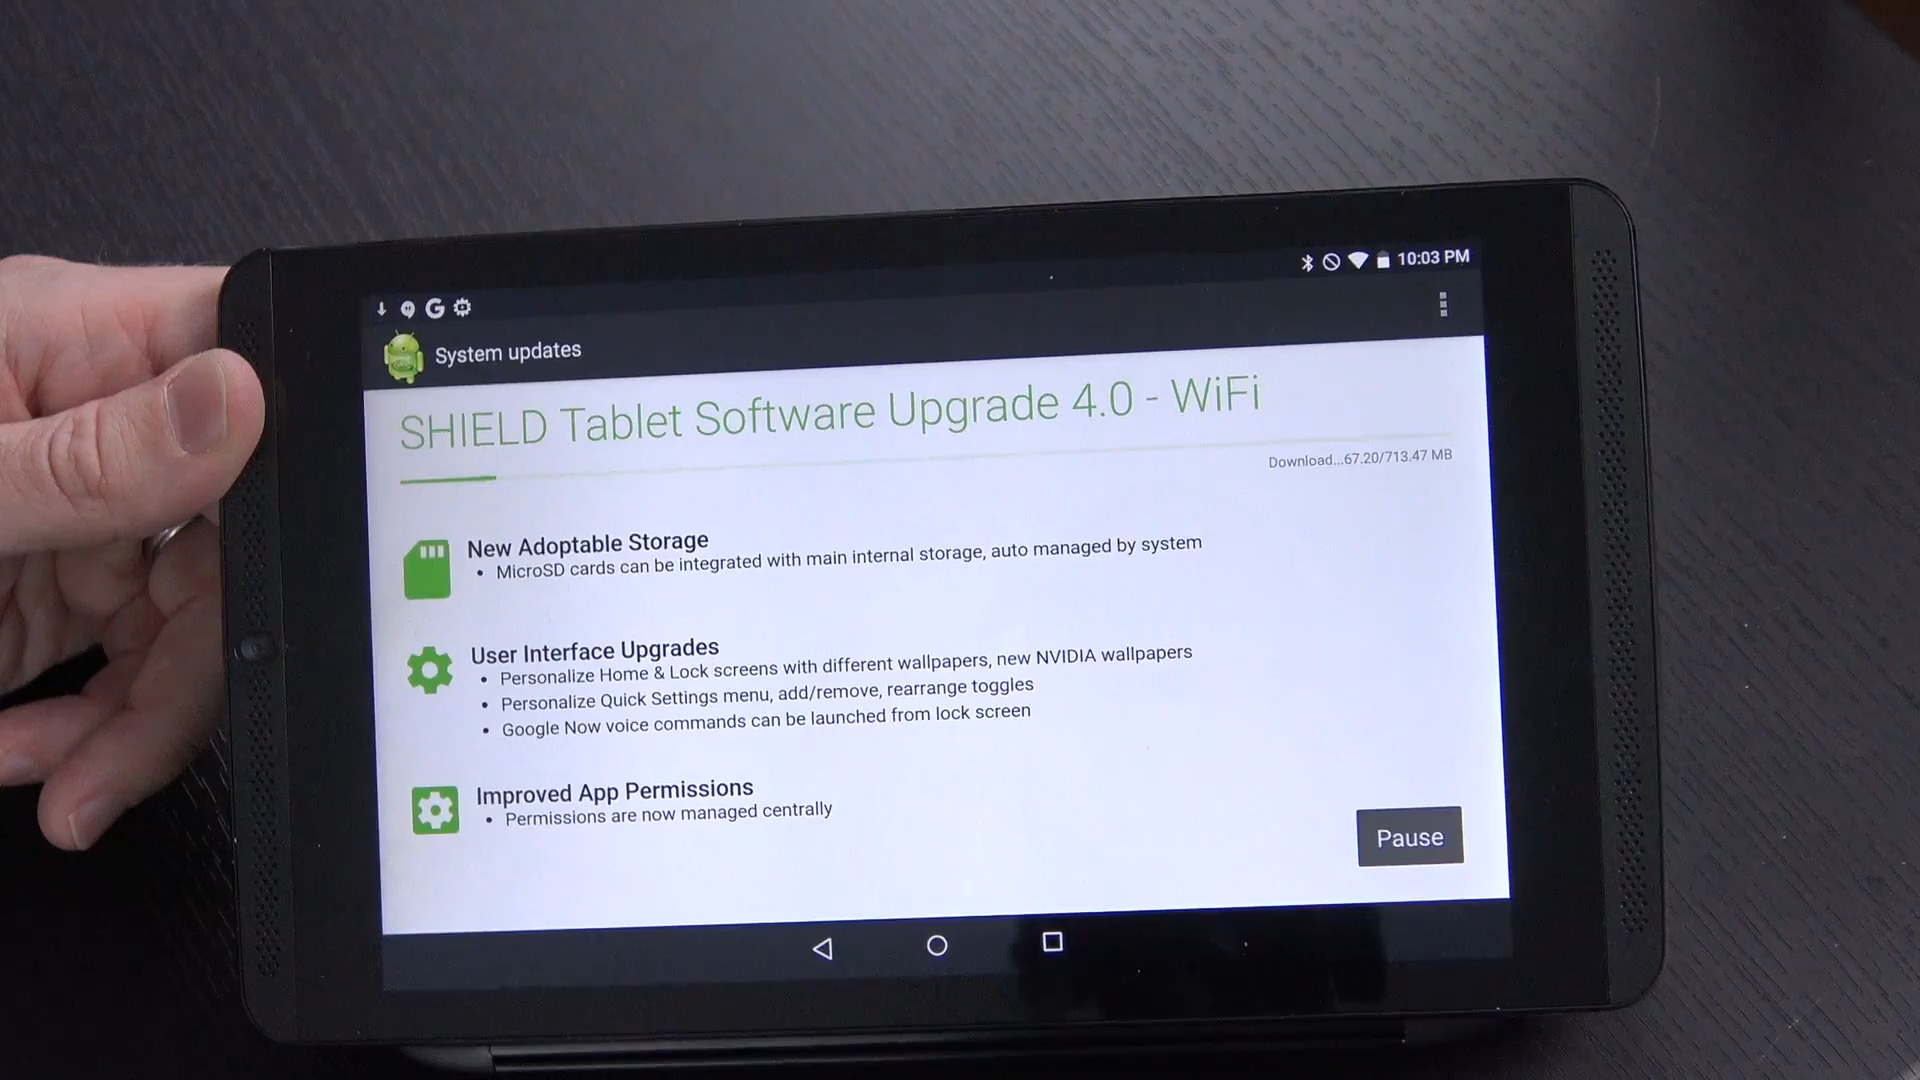 10:03 PM
System updates
SHIELD Tablet Software Upgrade 4.0 - WiFi
Download...67.20/713.47 MB
New Adoptable Storage
• MicroSD cards can be integrated with main internal storage, auto managed by system
User Interface Upgrades
• Personalize Home & Lock screens with different wallpapers, new NVIDIA wallpapers
• Personalize Quick Settings menu, add/remove, rearrange toggles
• Google Now voice commands can be launched from lock screen
Improved App Permissions
• Permissions are now managed centrally
Pause